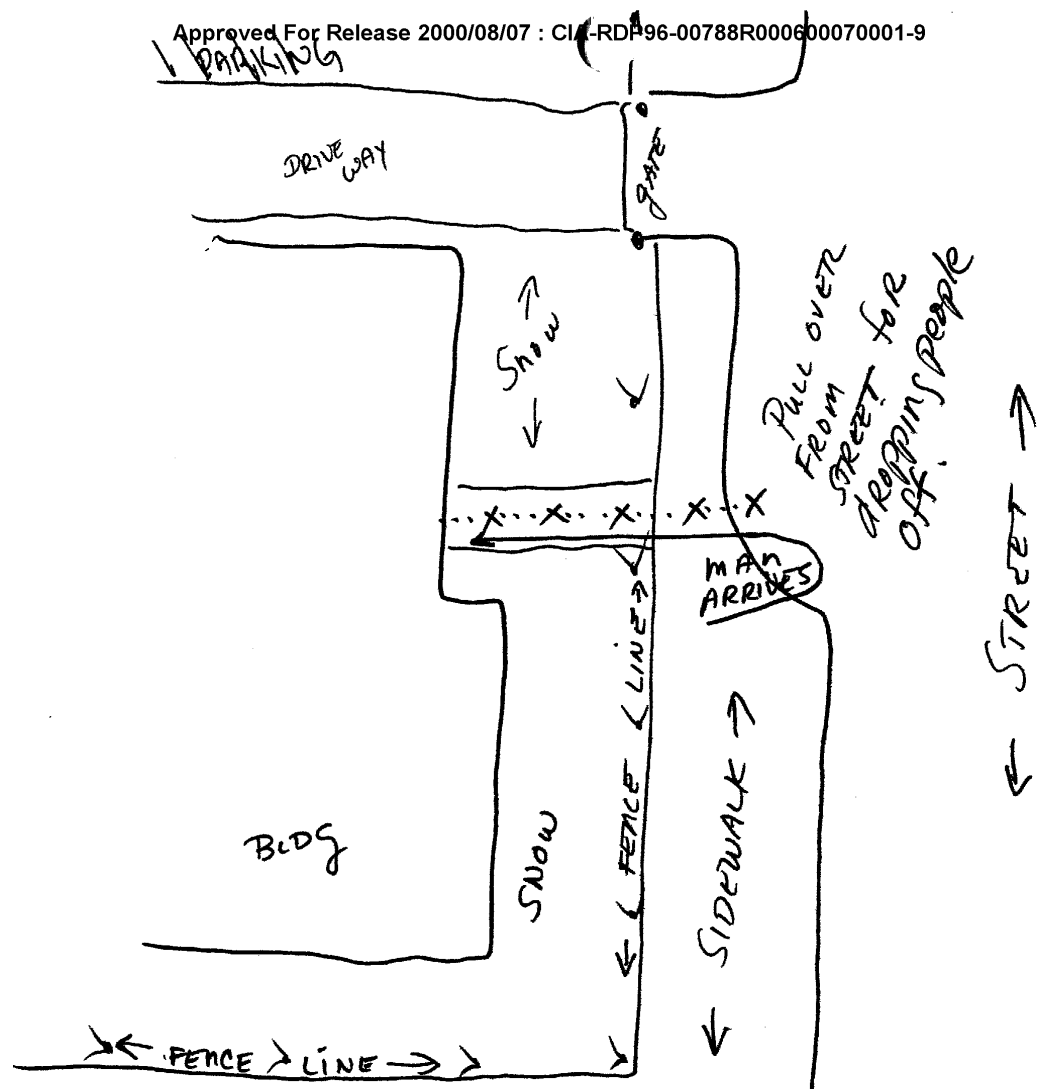 Approved For Release 2000/08/07 : CIA-RDP96-00788R000600070001-9
PARKING
DRIVE
WAY
gATE
Snow
PULL OVER
FROM
STREET for
dROPPINg people
Off.
X X X X X
mAn
ARRIVES
STREET
FENCE LINE
SIDEWALK
SNOW
BLDg
FENCE LINE